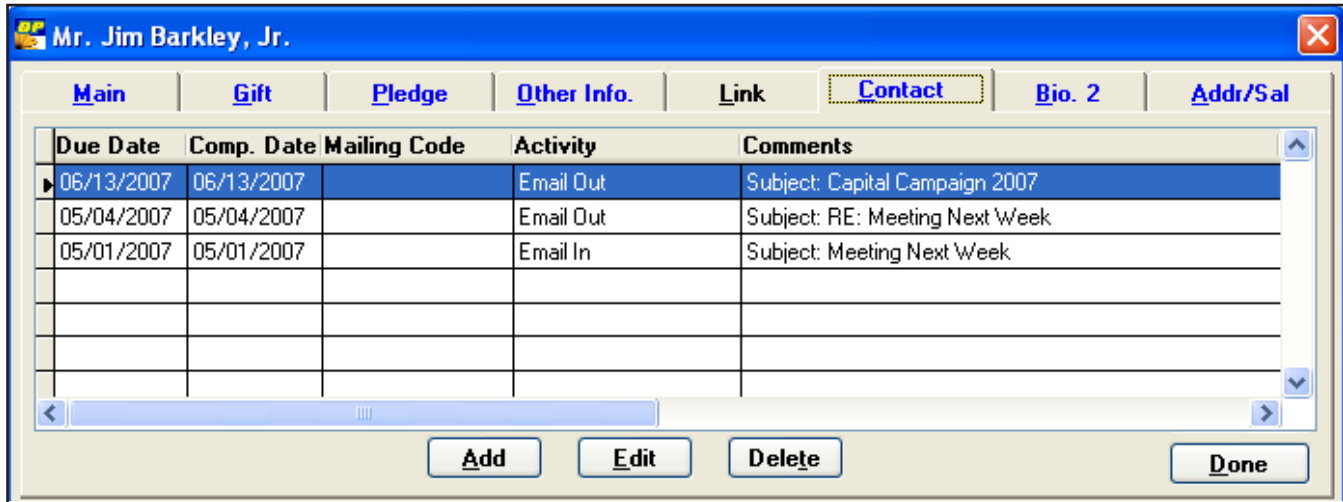 Mr. Jim Barkley, Jr.
Main Gift Pledge Other Info. Link Contact Bio. 2 Addr/Sal
Due Date Comp. Date Mailing Code Activity Comments
06/13/2007 06/13/2007 Email Out Subject: Capital Campaign 2007
05/04/2007 05/04/2007 Email Out Subject: RE: Meeting Next Week
05/01/2007 05/01/2007 Email In Subject: Meeting Next Week
Add Edit Delete Done